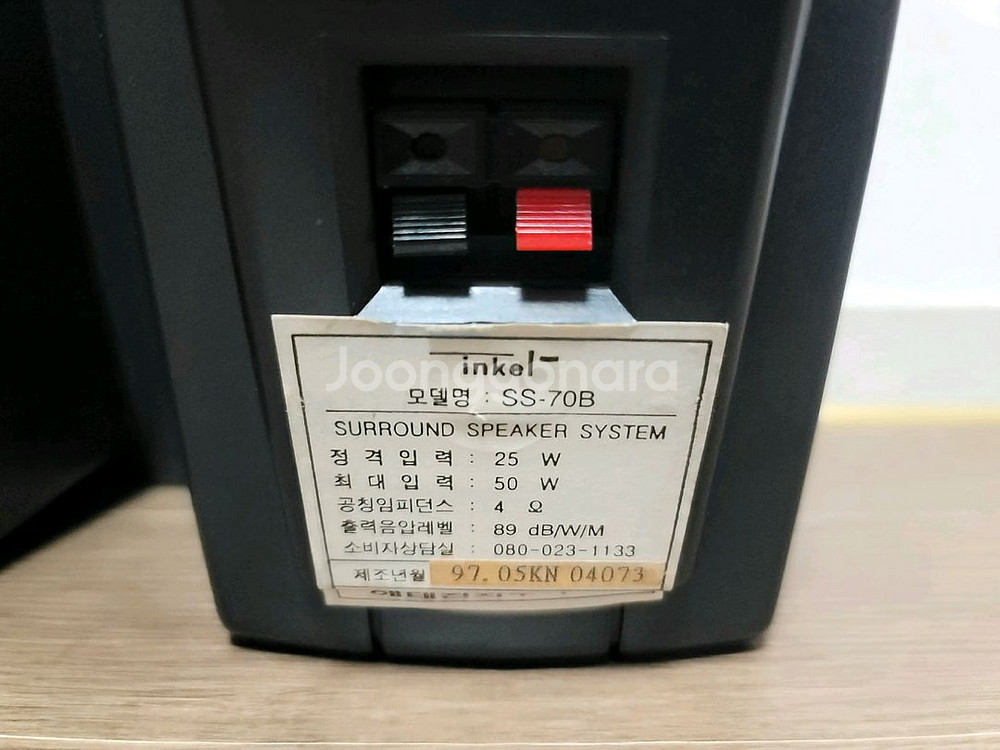 inkel
Joonggonara
모델명 : SS-70B
SURROUND SPEAKER SYSTEM
정격입력 : 25 W
최대입력 : 50 W
공칭임피던스 : 4 Ω
출력음압레벨 : 89 dB/W/M
소비자상담실 : 080-023-1133
제조년월 97.05KN 04073